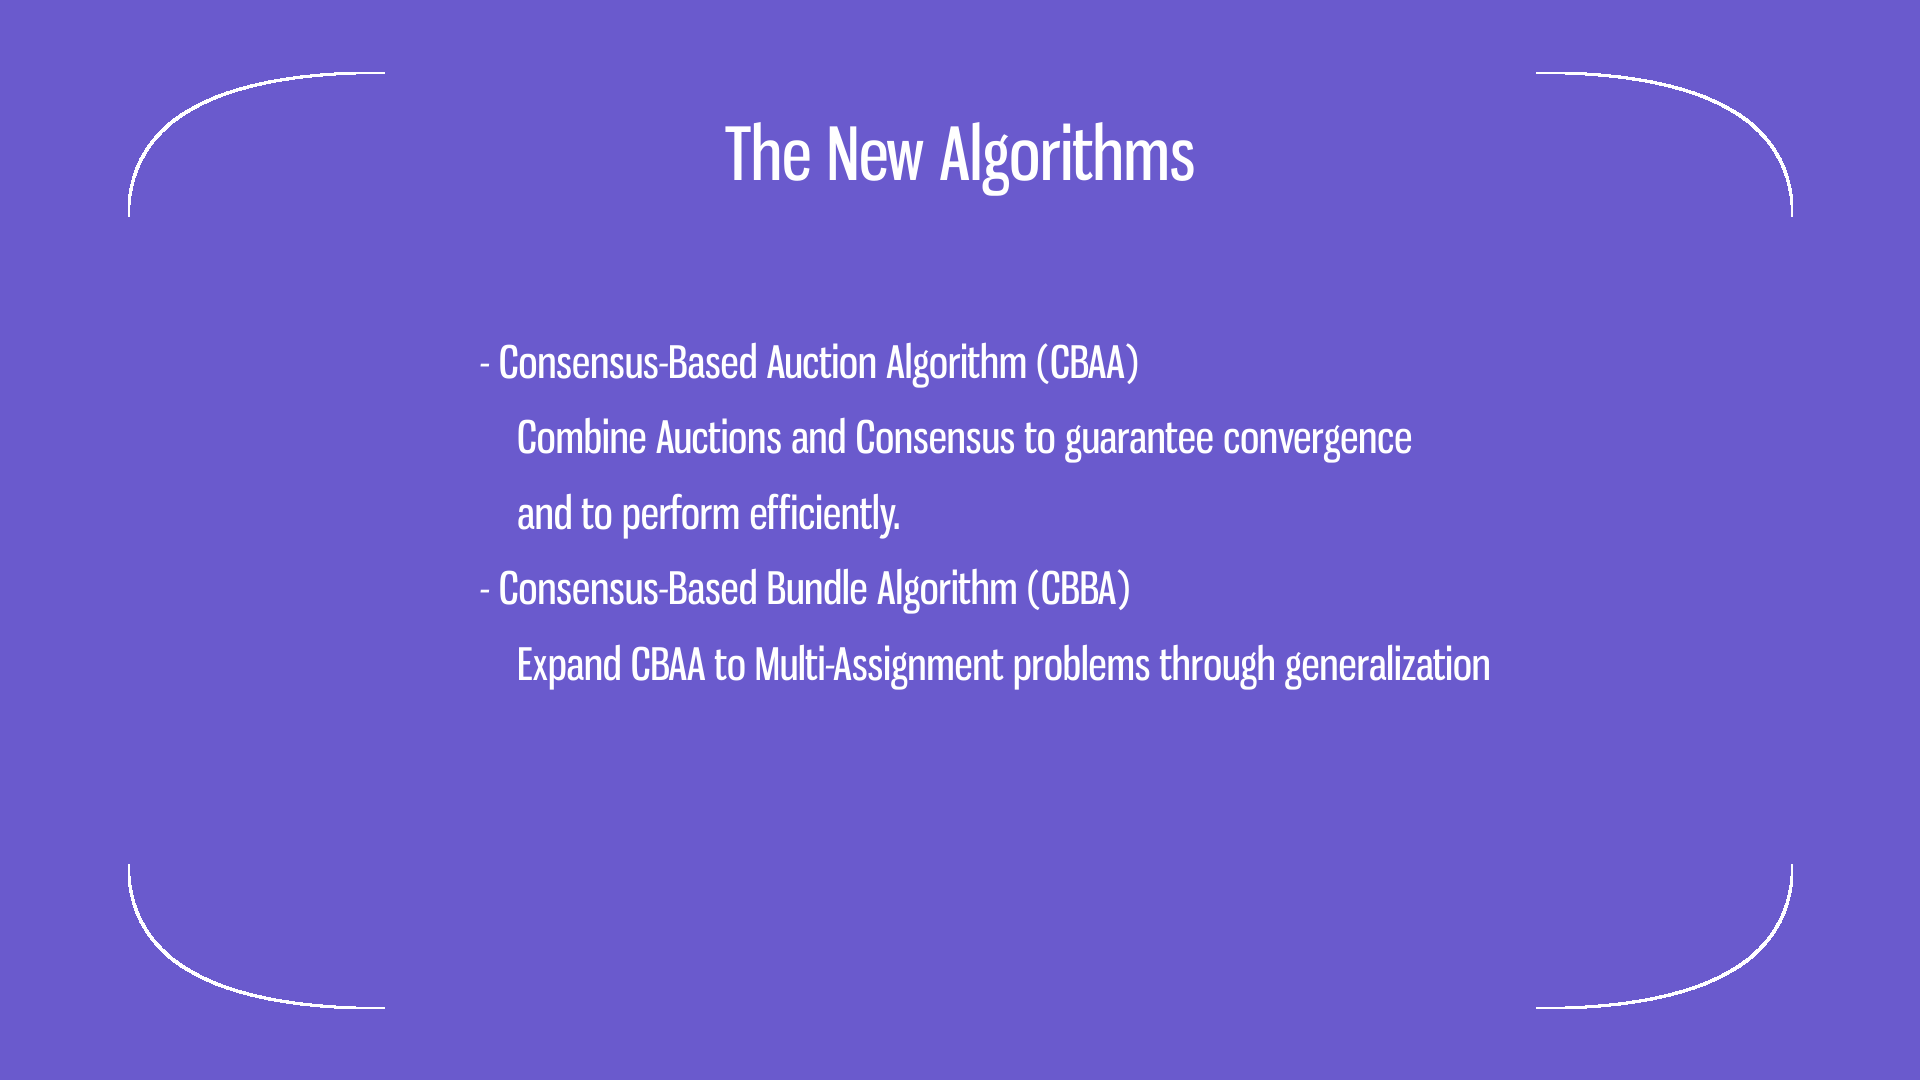 The New Algorithms
- Consensus-Based Auction Algorithm (CBAA)
Combine Auctions and Consensus to guarantee convergence
and to perform efficiently.
- Consensus-Based Bundle Algorithm (CBBA)
Expand CBAA to Multi-Assignment problems through generalization